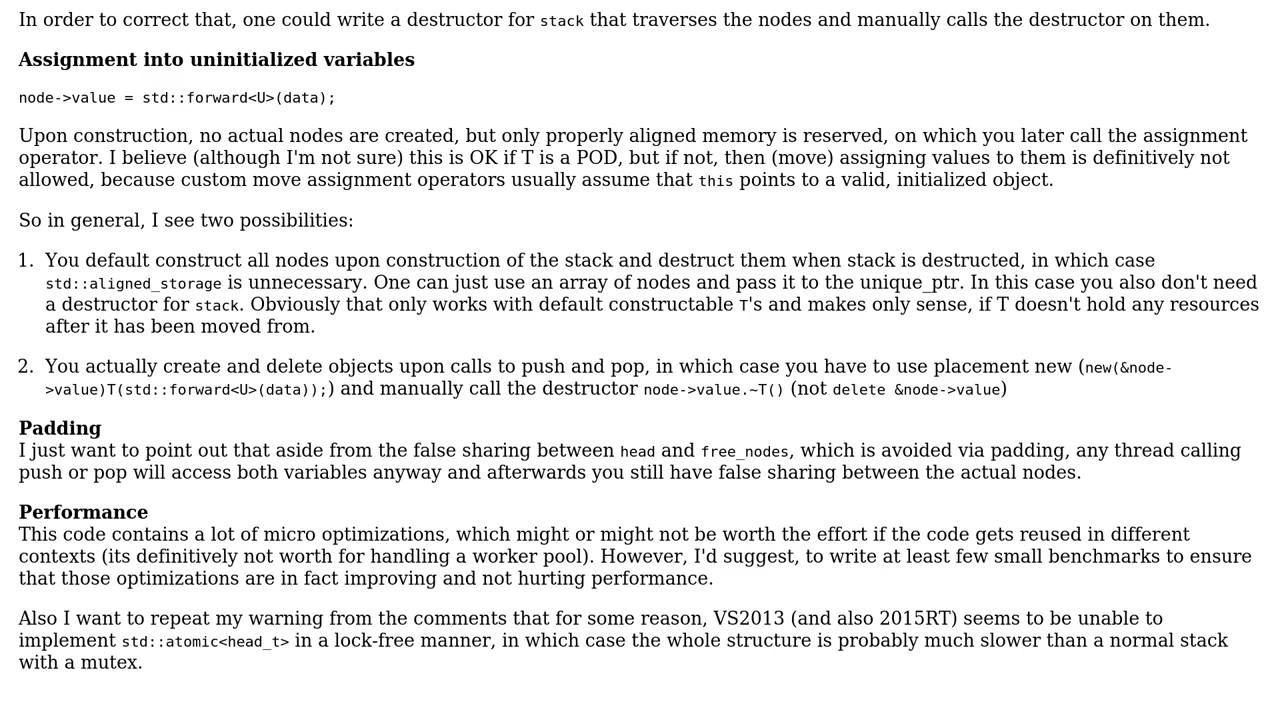 In order to correct that, one could write a destructor for stack that traverses the nodes and manually calls the destructor on them.
Assignment into uninitialized variables
node->value = std::forward<U>(data);
Upon construction, no actual nodes are created, but only properly aligned memory is reserved, on which you later call the assignment
operator. I believe (although I'm not sure) this is OK if T is a POD, but if not, then (move) assigning values to them is definitively not
allowed, because custom move assignment operators usually assume that this points to a valid, initialized object.
So in general, I see two possibilities:
1. You default construct all nodes upon construction of the stack and destruct them when stack is destructed, in which case
std::aligned_storage is unnecessary. One can just use an array of nodes and pass it to the unique_ptr. In this case you also don't need
a destructor for stack. Obviously that only works with default constructable T's and makes only sense, if T doesn't hold any resources
after it has been moved from.
2. You actually create and delete objects upon calls to push and pop, in which case you have to use placement new (new(&node-
>value)T(std::forward<U>(data));) and manually call the destructor node->value.~T() (not delete &node->value)
Padding
I just want to point out that aside from the false sharing between head and free_nodes, which is avoided via padding, any thread calling
push or pop will access both variables anyway and afterwards you still have false sharing between the actual nodes.
Performance
This code contains a lot of micro optimizations, which might or might not be worth the effort if the code gets reused in different
contexts (its definitively not worth for handling a worker pool). However, I'd suggest, to write at least few small benchmarks to ensure
that those optimizations are in fact improving and not hurting performance.
Also I want to repeat my warning from the comments that for some reason, VS2013 (and also 2015RT) seems to be unable to
implement std::atomic<head_t> in a lock-free manner, in which case the whole structure is probably much slower than a normal stack
with a mutex.